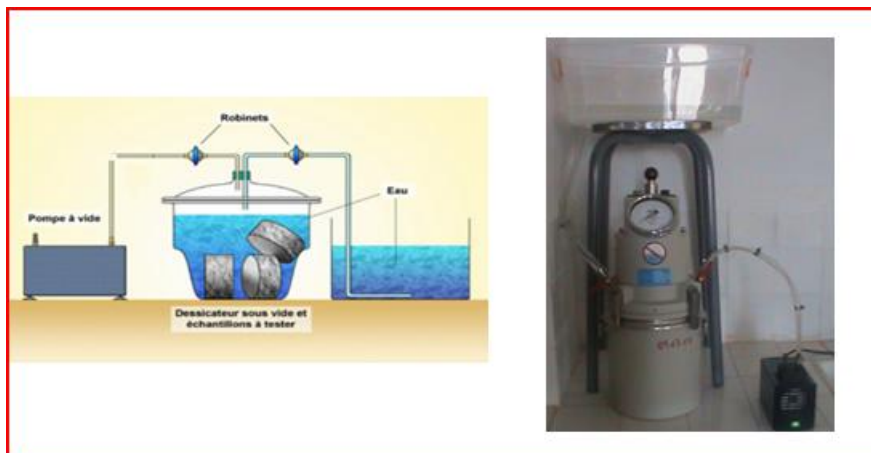 Robinets
Eau
Pompe à vide
Dessicateur sous vide et
échantillons à tester